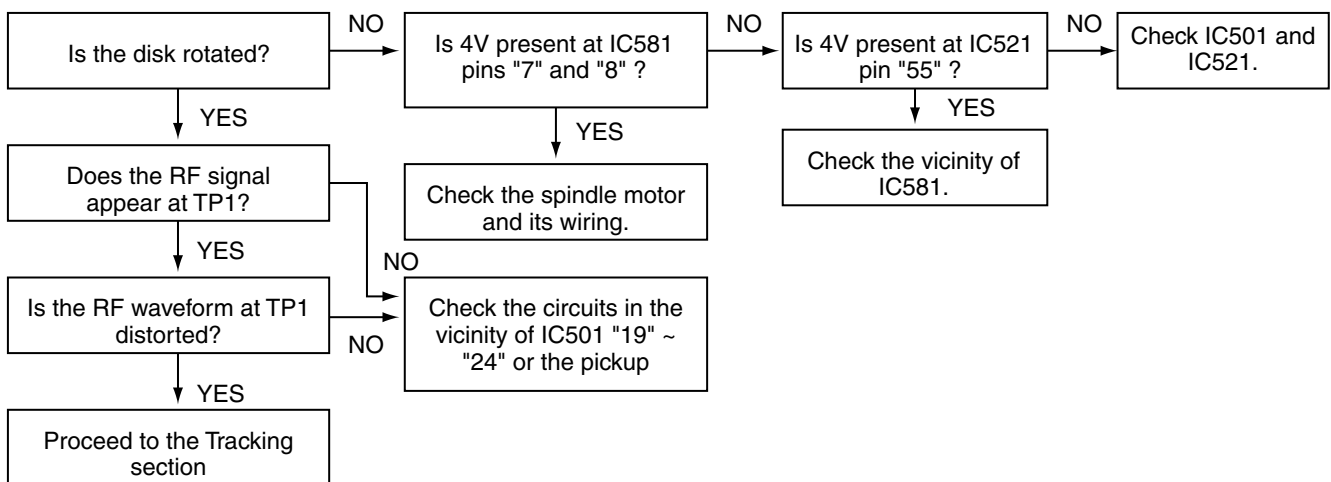 Is the disk rotated?
NO
Is 4V present at IC581
pins "7" and "8" ?
NO
Is 4V present at IC521
pin "55" ?
NO
Check IC501 and
IC521.
YES
YES
YES
Does the RF signal
appear at TP1?
Check the spindle motor
and its wiring.
Check the vicinity of
IC581.
YES
NO
Is the RF waveform at TP1
distorted?
NO
Check the circuits in the
vicinity of IC501 "19" ~
"24" or the pickup
YES
Proceed to the Tracking
section